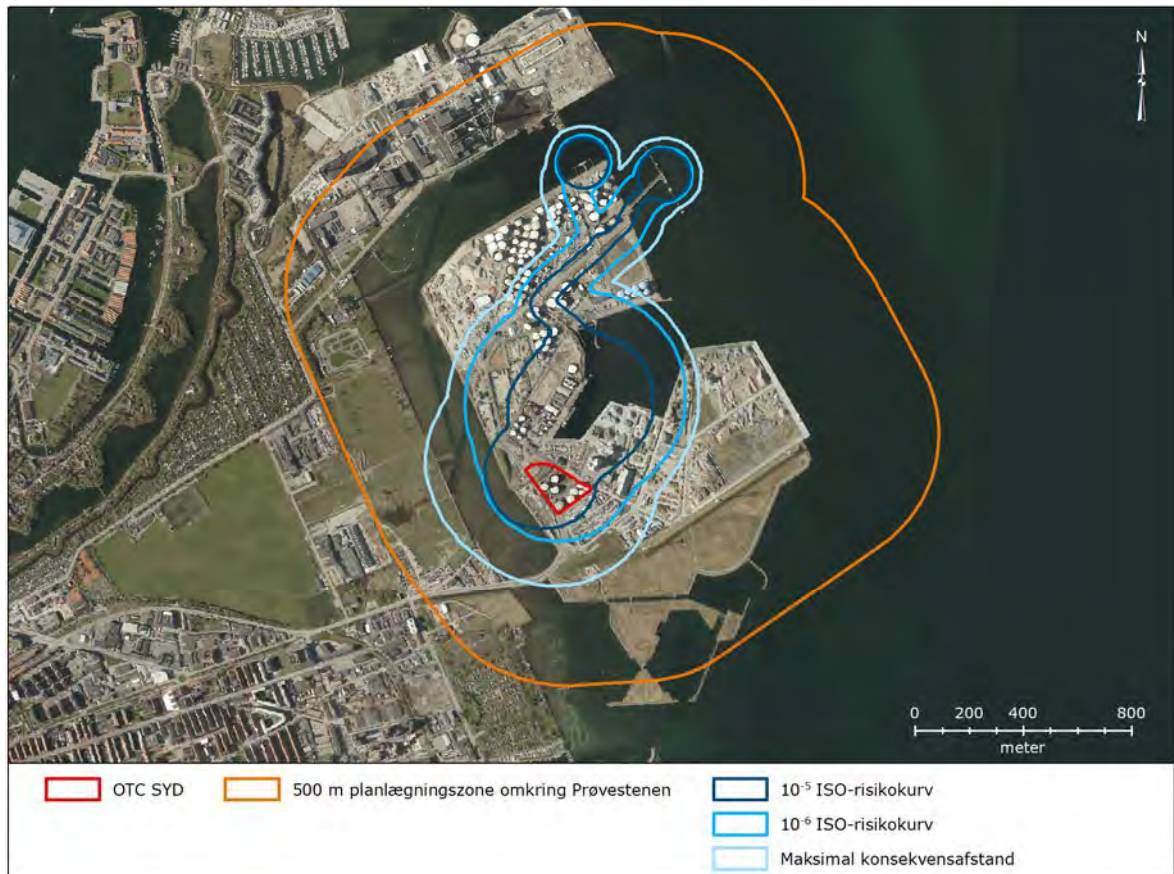 N
0 200 400 800
meter
OTC SYD
500 m planlægningszone omkring Prøvestenen
10⁻⁵ ISO-risikokurv
10⁻⁶ ISO-risikokurv
Maksimal konsekvensafstand